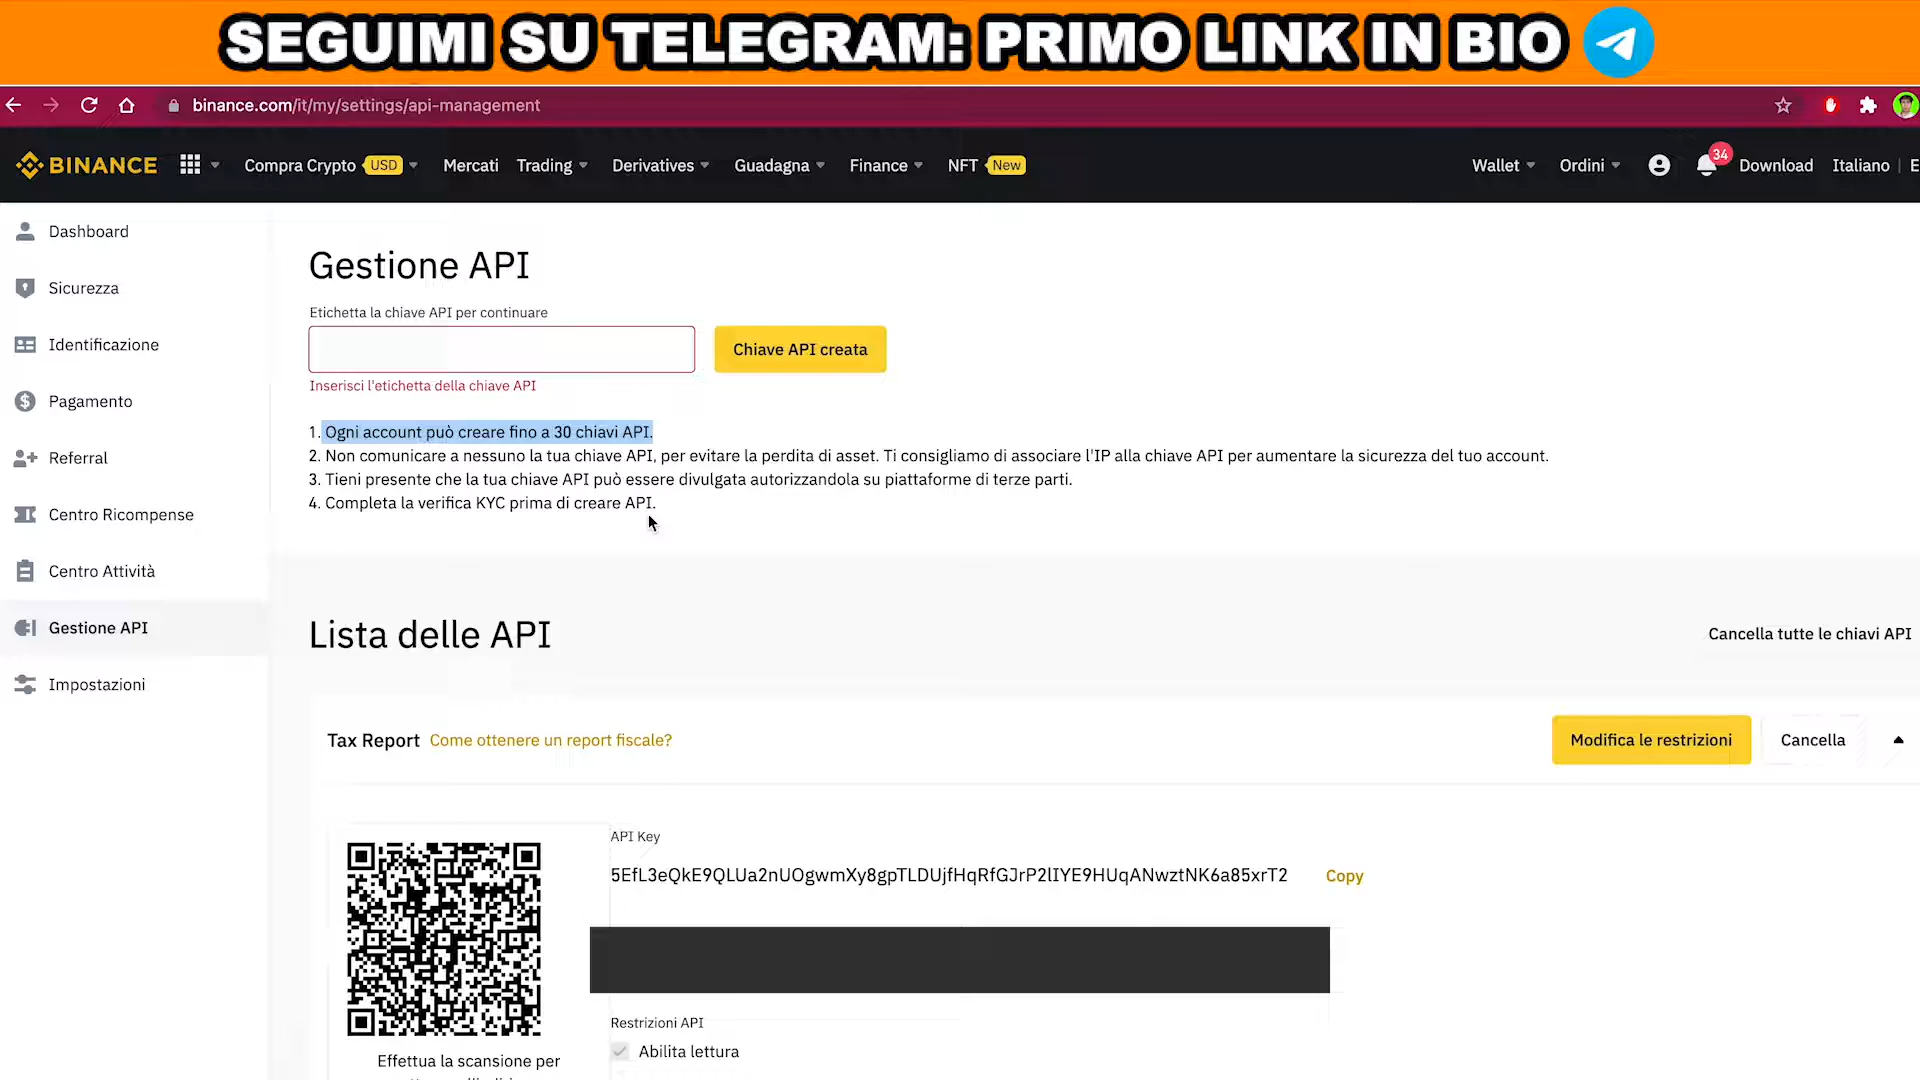 SEGUIMI SU TELEGRAM: PRIMO LINK IN BIO
binance.com/it/my/settings/api-management
BINANCE
Compra Crypto USD
Mercati
Trading
Derivatives
Guadagna
Finance
NFT New
Wallet
Ordini
34
Download
Italiano
Dashboard
Sicurezza
Identificazione
Pagamento
Referral
Centro Ricompense
Centro Attività
Gestione API
Impostazioni
Gestione API
Etichetta la chiave API per continuare
Chiave API creata
Inserisci l'etichetta della chiave API
1. Ogni account può creare fino a 30 chiavi API.
2. Non comunicare a nessuno la tua chiave API, per evitare la perdita di asset. Ti consigliamo di associare l'IP alla chiave API per aumentare la sicurezza del tuo account.
3. Tieni presente che la tua chiave API può essere divulgata autorizzandola su piattaforme di terze parti.
4. Completa la verifica KYC prima di creare API.
Lista delle API
Cancella tutte le chiavi API
Tax Report Come ottenere un report fiscale?
Modifica le restrizioni
Cancella
API Key
5EfL3eQkE9QLUa2nUOgwmXy8gpTLDUjfHqRfGJrP2lIYE9HUqANwztNK6a85xrT2
Copy
Restrizioni API
Abilita lettura
Effettua la scansione per